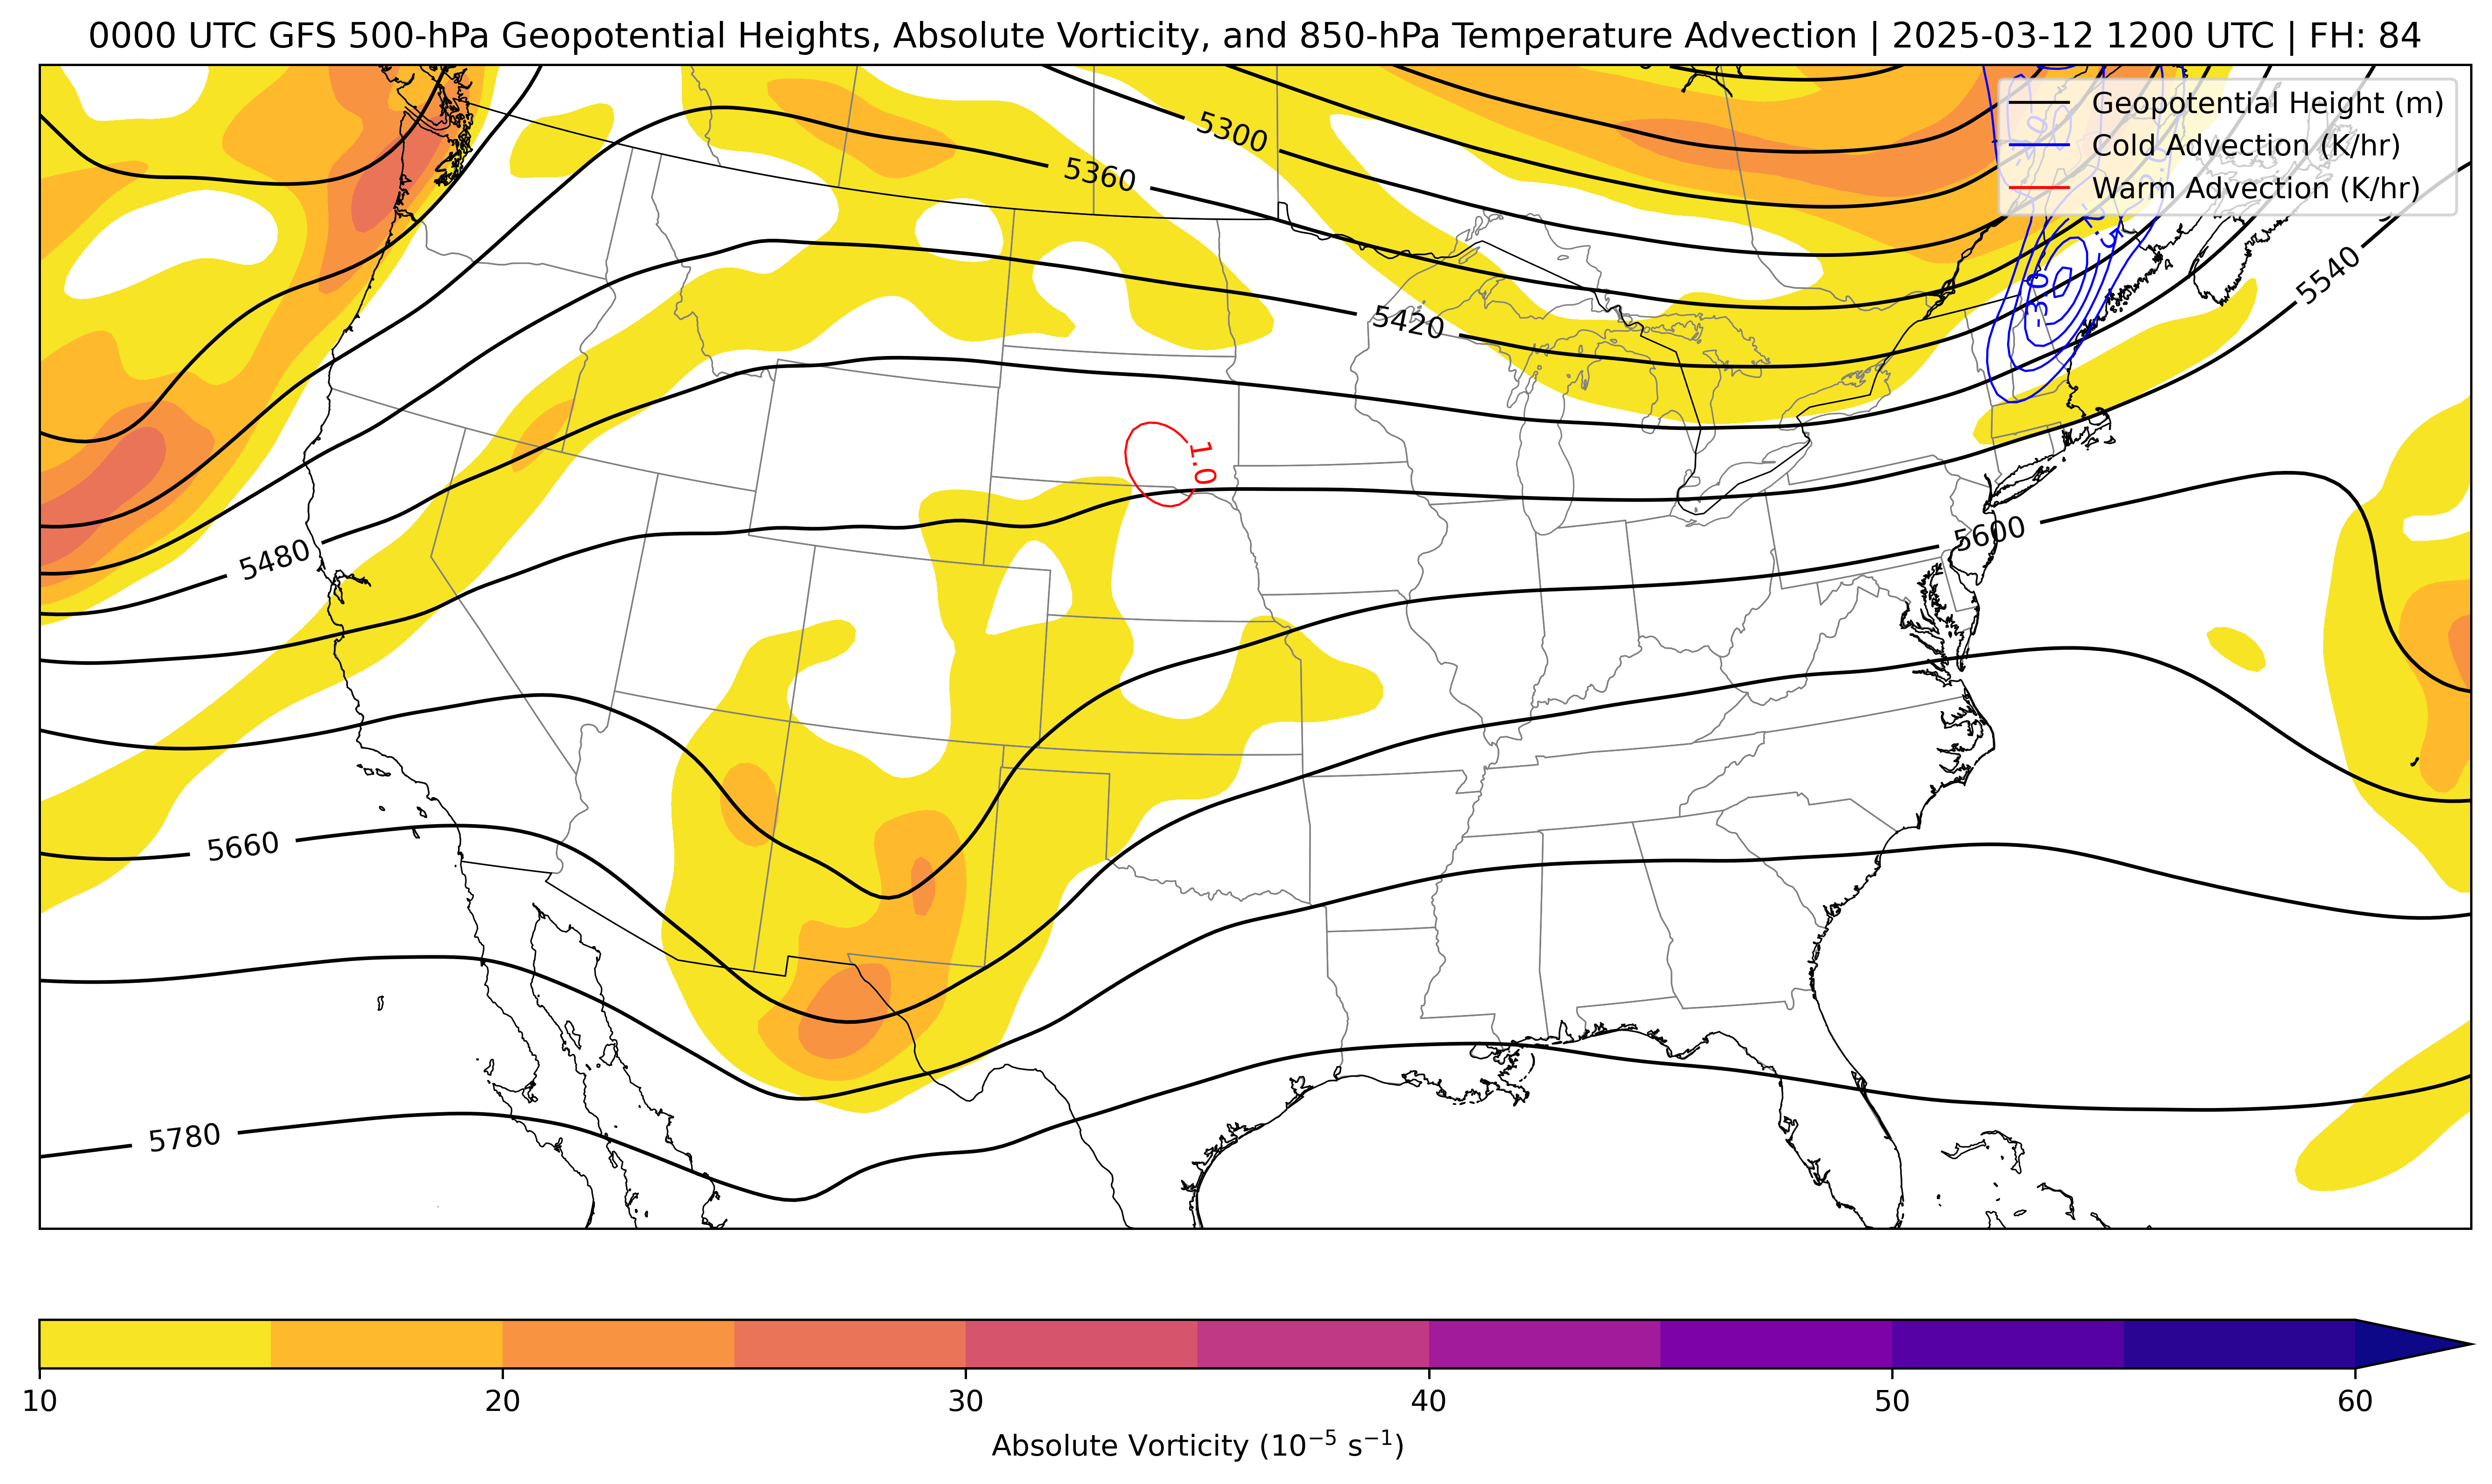 0000 UTC GFS 500-hPa Geopotential Heights, Absolute Vorticity, and 850-hPa Temperature Advection | 2025-03-12 1200 UTC | FH: 84
Geopotential Height (m)
Cold Advection (K/hr)
Warm Advection (K/hr)
5300
5360
5420
5540
-3.0
1.0
5480
5600
5660
5780
10 20 30 40 50 60
Absolute Vorticity (10⁻⁵ s⁻¹)